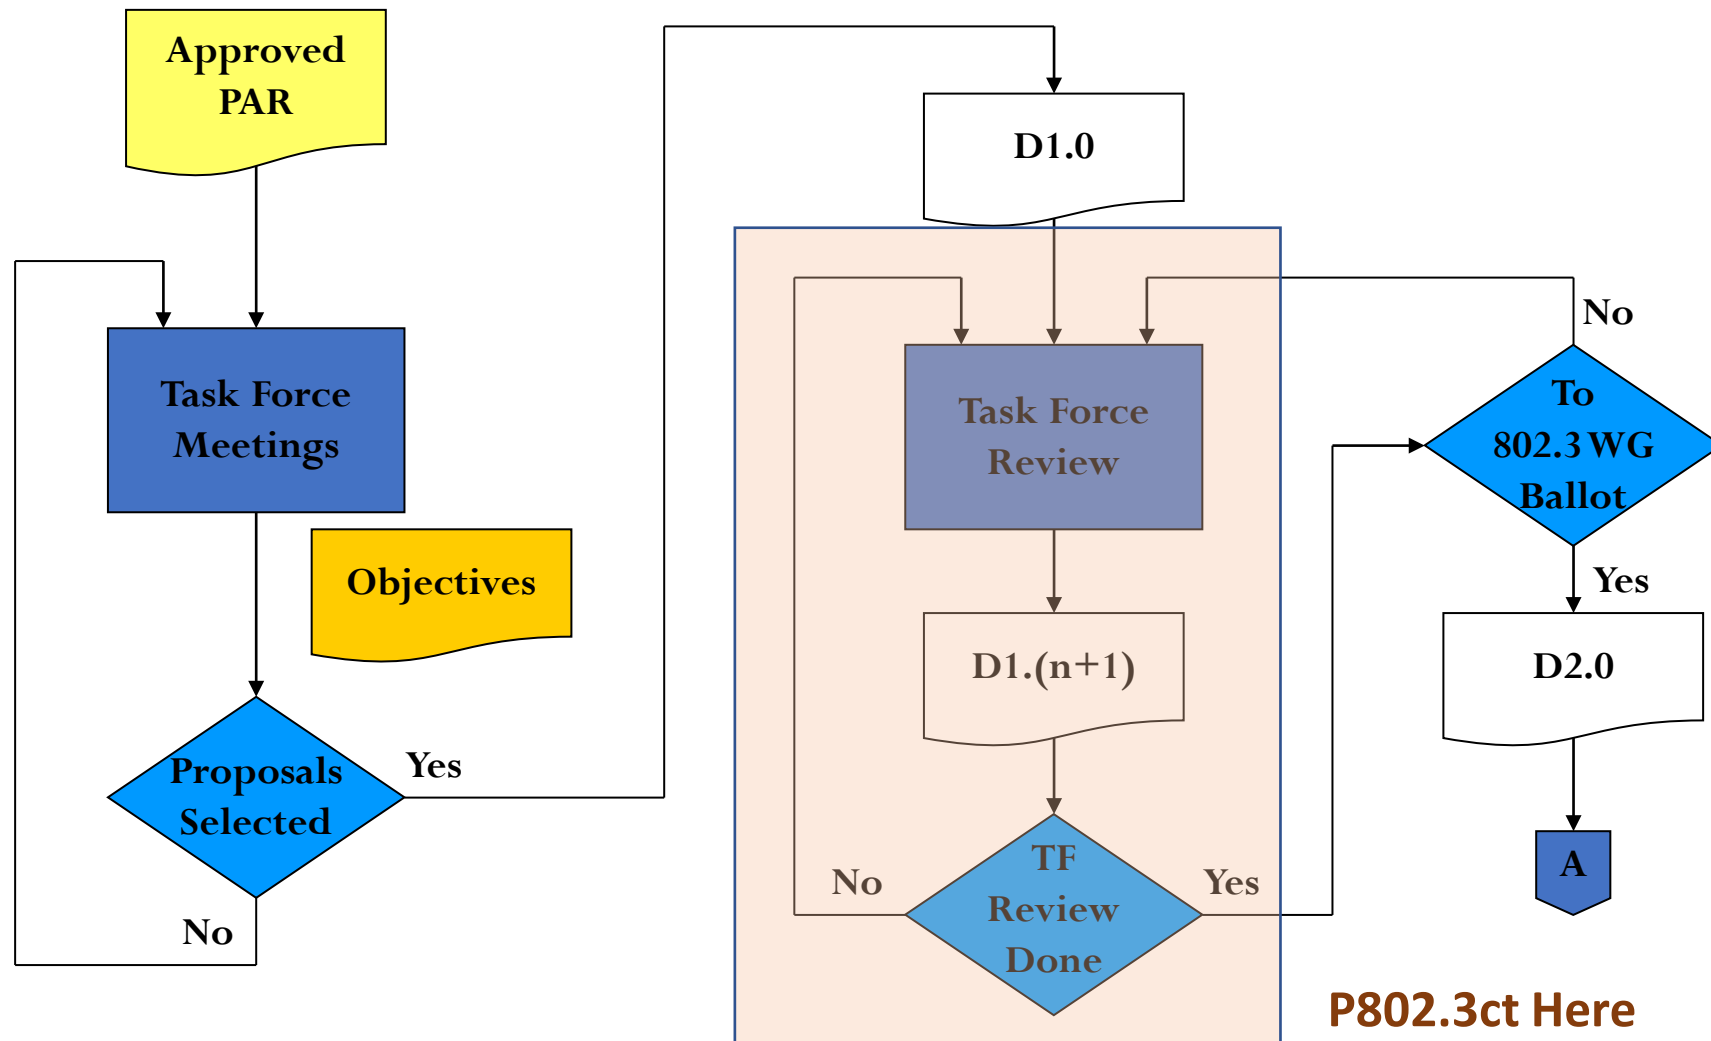 Approved
PAR
Task Force
Meetings
Objectives
Proposals
Selected
Yes
No
D1.0
Task Force
Review
D1.(n+1)
TF
Review
Done
No
Yes
To
802.3 WG
Ballot
No
Yes
D2.0
A
P802.3ct Here